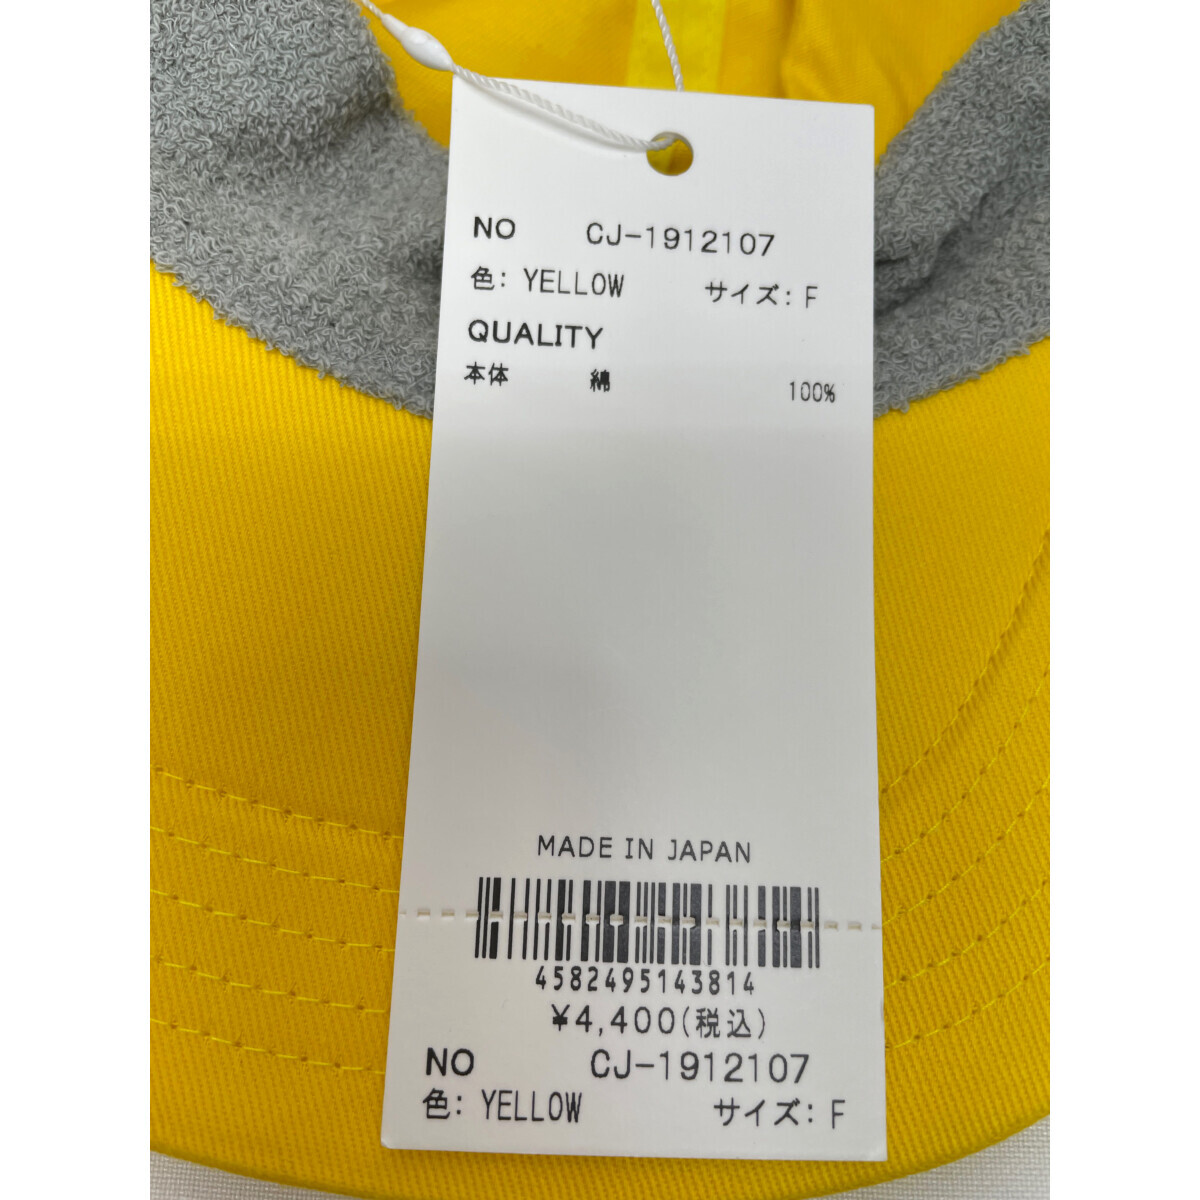 NO CJ-1912107
色: YELLOW サイズ: F
QUALITY
本体 綿 100%
MADE IN JAPAN
4582495143814
¥4,400(税込)
NO CJ-1912107
色: YELLOW サイズ: F